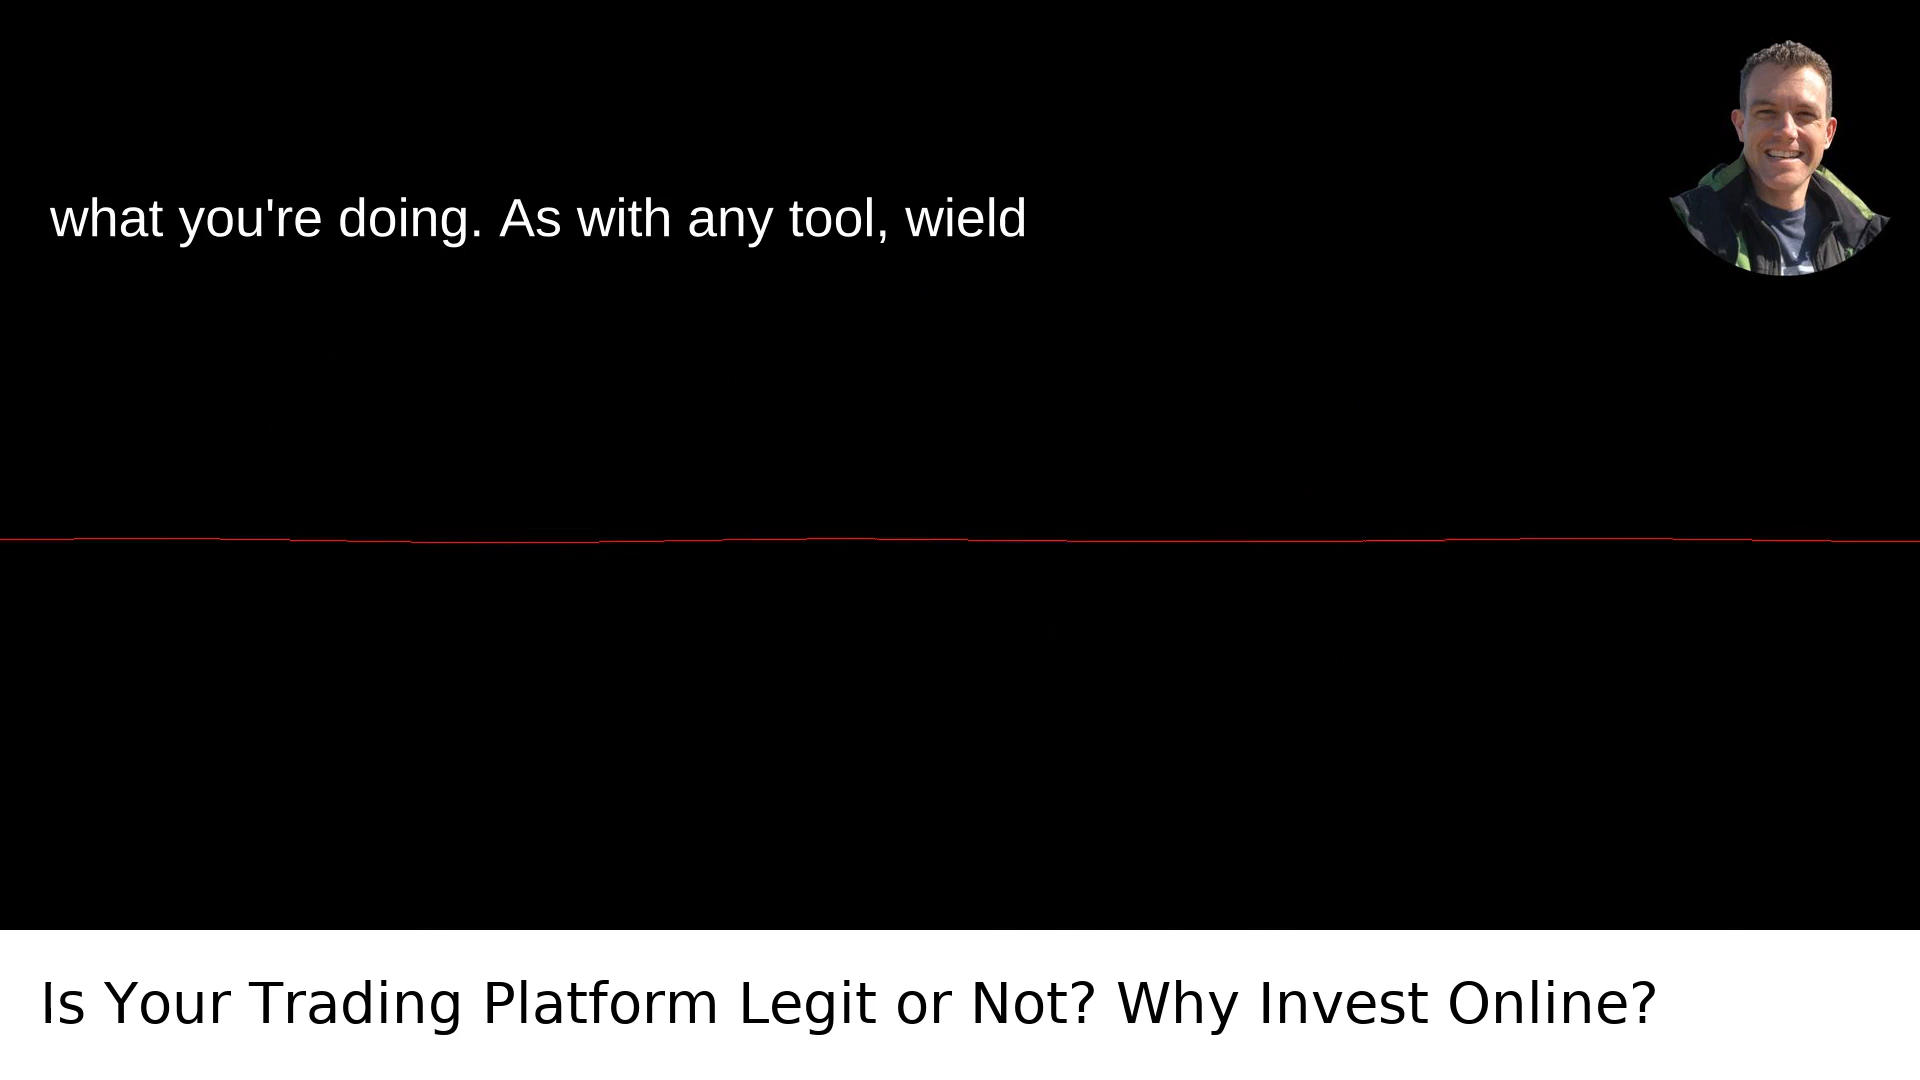 what you're doing. As with any tool, wield
Is Your Trading Platform Legit or Not? Why Invest Online?